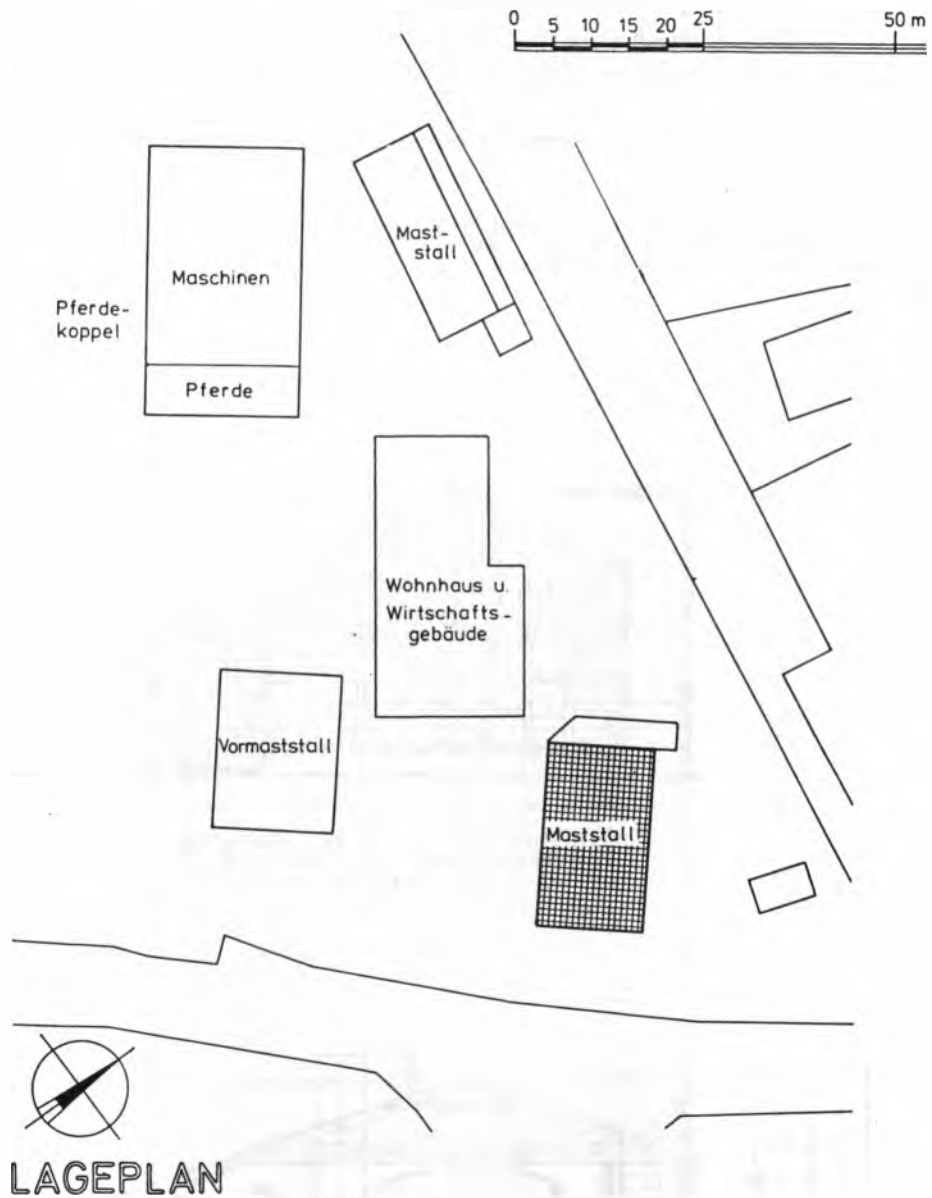 0 5 10 15 20 25 50 m
Mast-
stall
Maschinen
Pferde-
koppel
Pferde
Wohnhaus u.
Wirtschafts-
gebäude
Vormaststall
Maststall
LAGEPLAN